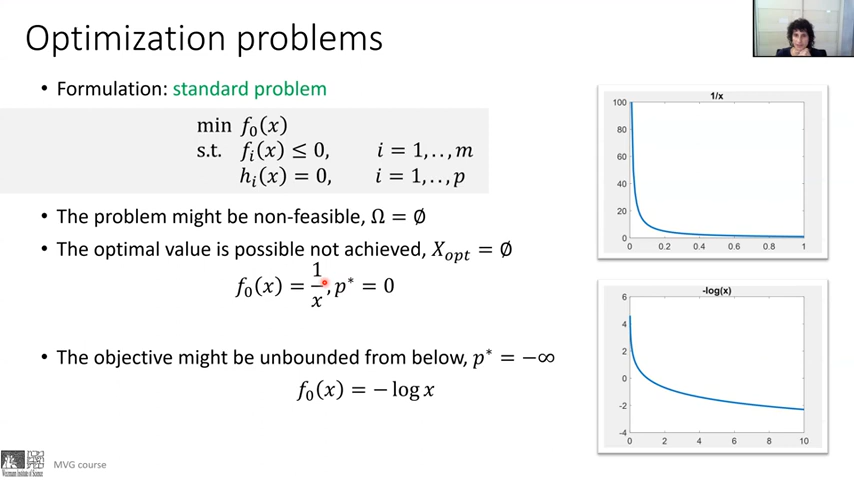 Optimization problems
• Formulation: standard problem
min f₀(x)
s.t. fᵢ(x) ≤ 0, i = 1,..,m
hᵢ(x) = 0, i = 1,..,p
• The problem might be non-feasible, Ω = ∅
• The optimal value is possible not achieved, X_opt = ∅
f₀(x) = 1/x, p* = 0
• The objective might be unbounded from below, p* = −∞
f₀(x) = − log x
1/x
100
80
60
40
20
0
0 0.2 0.4 0.6 0.8 1
-log(x)
6
4
2
0
-2
-4
0 2 4 6 8 10
MVG course